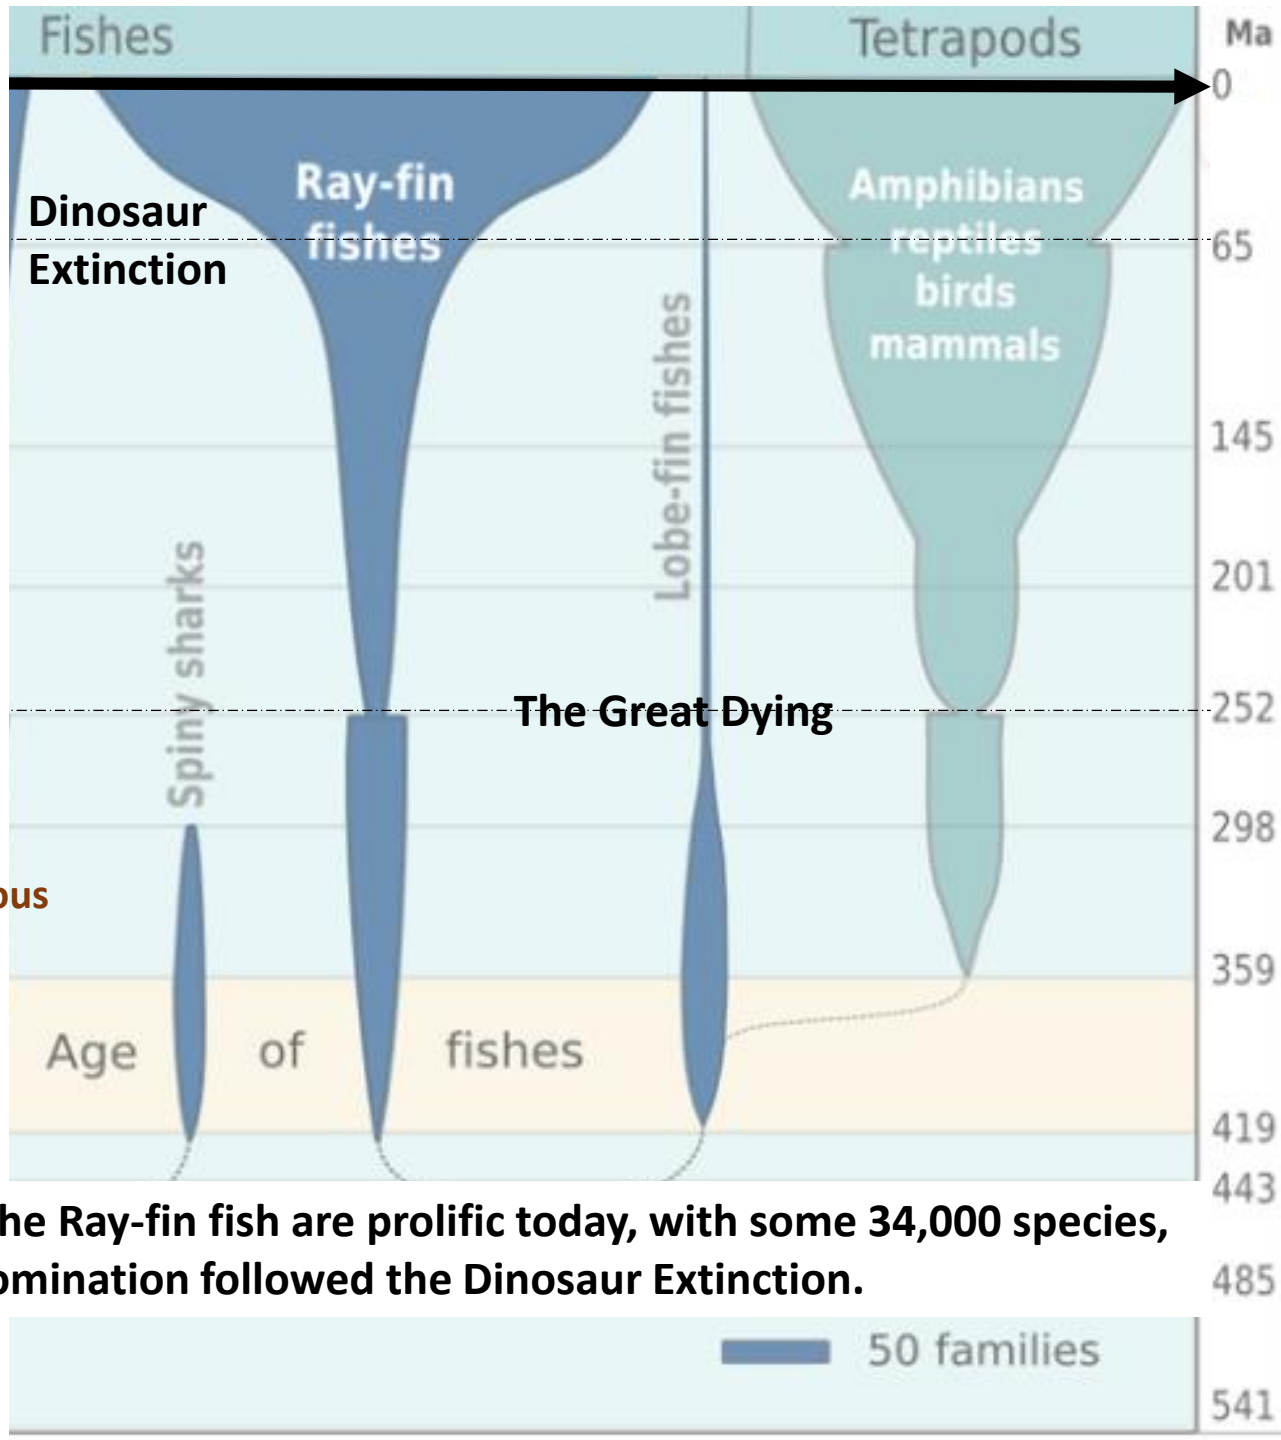 Fishes
Tetrapods
Ma
0
Ray-fin
fishes
Amphibians
reptiles
birds
mammals
Dinosaur
Extinction
65
Lobe-fin fishes
145
Spiny sharks
201
The Great Dying
252
298
ous
359
Age of fishes
419
443
he Ray-fin fish are prolific today, with some 34,000 species,
omination followed the Dinosaur Extinction.
485
50 families
541